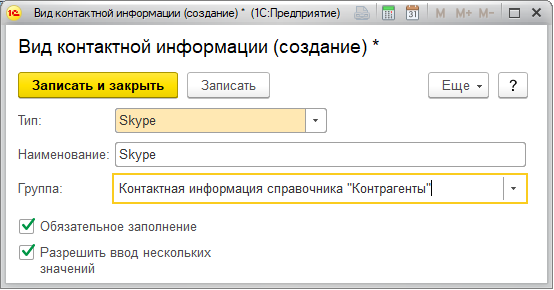 Вид контактной информации (создание) * (1С:Предприятие)
M M+ M-
Вид контактной информации (создание) *
Записать и закрыть Записать Еще ?
Тип: Skype
Наименование: Skype
Группа: Контактная информация справочника "Контрагенты"
Обязательное заполнение
Разрешить ввод нескольких
значений